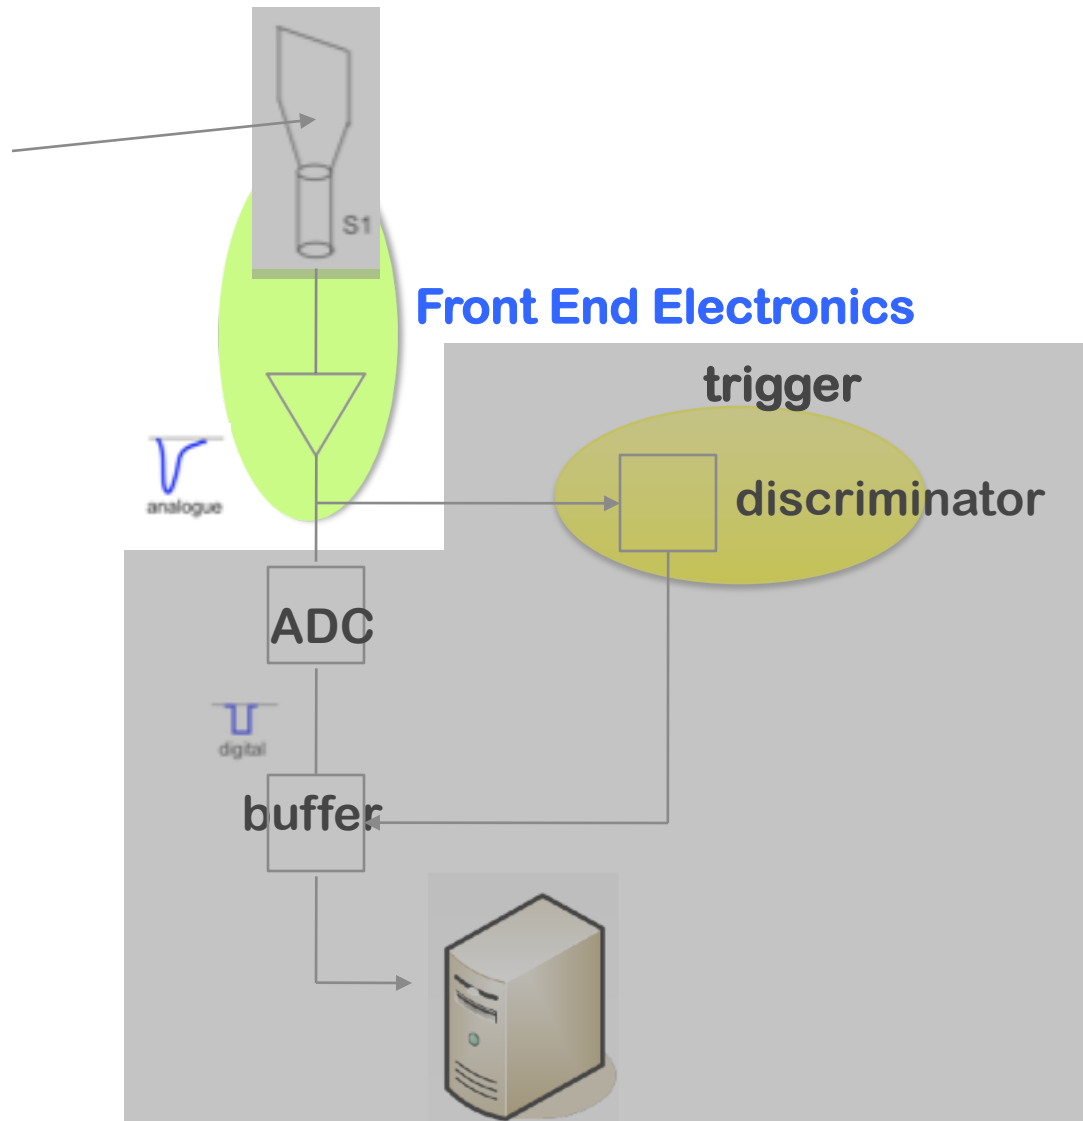 S1
Front End Electronics
trigger
analogue
discriminator
ADC
digital
buffer